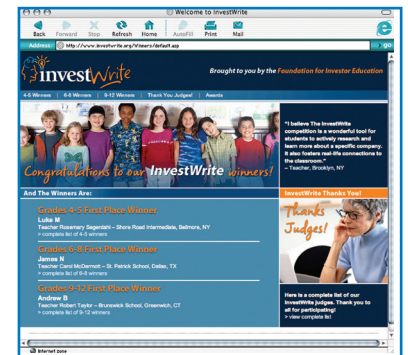 Welcome to InvestWrite
Back Forward Stop Refresh Home AutoFill Print Mail
Address: http://www.investwrite.org/Winners/default.asp go
investWrite
Brought to you by the Foundation for Investor Education
4-5 Winners | 6-8 Winners | 9-12 Winners | Thank You Judges! | Awards
Congratulations to our InvestWrite winners!
"I believe The InvestWrite
competition is a wonderful tool for
students to actively research and
learn more about a specific company.
It also fosters real-life connections to
the classroom."
– Teacher, Brooklyn, NY
And The Winners Are:
Grades 4-5 First Place Winner
Luke M
Teacher Rosemary Segerdahl – Shore Road Intermediate, Bellmore, NY
> complete list of 4-5 winners
Grades 6-8 First Place Winner
James N
Teacher Carol McDermott – St. Patrick School, Dallas, TX
> complete list of 6-8 winners
Grades 9-12 First Place Winner
Andrew B
Teacher Robert Taylor – Brunswick School, Greenwich, CT
> complete list of 9-12 winners
InvestWrite Thanks You!
Thanks
Judges!
Here is a complete list of our
InvestWrite judges. Thank you to
all for participating!
> view complete list
Internet zone